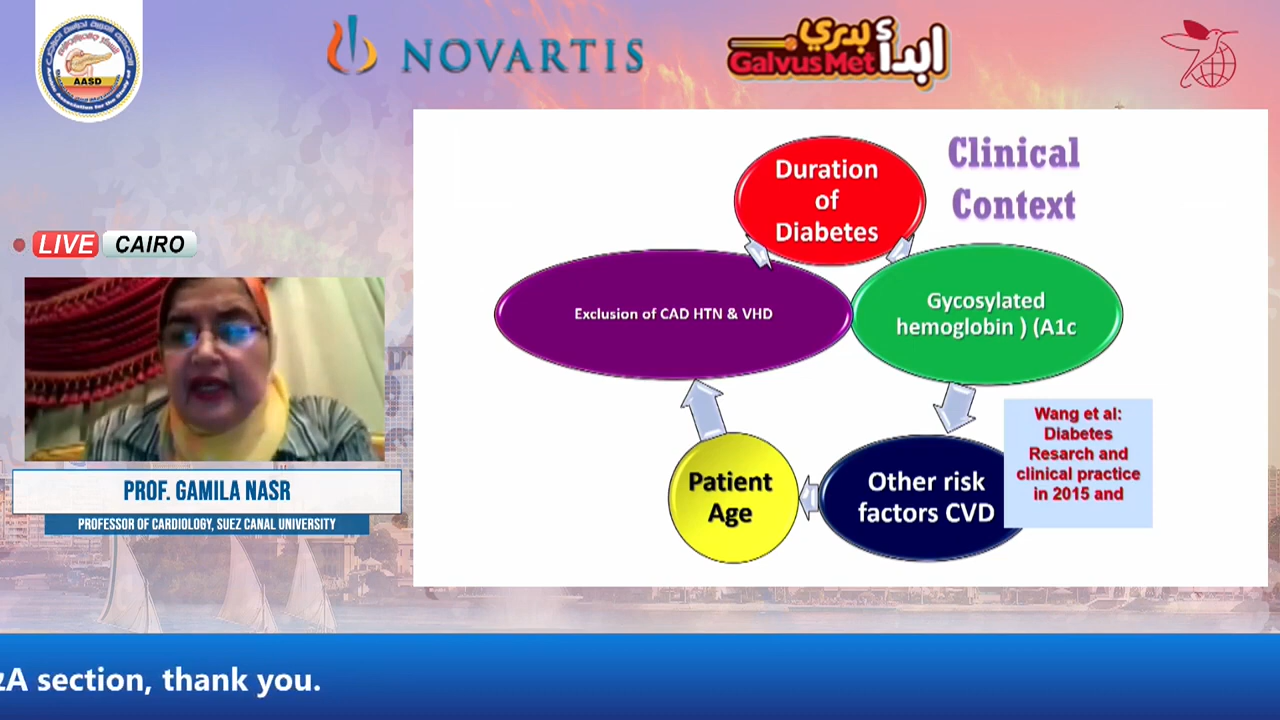 AASD
NOVARTIS
ابدأ بدري
GalvusMet
LIVE CAIRO
PROF. GAMILA NASR
PROFESSOR OF CARDIOLOGY, SUEZ CANAL UNIVERSITY
Clinical
Context
Duration
of
Diabetes
Exclusion of CAD HTN & VHD
Gycosylated
hemoglobin ) (A1c
Patient
Age
Other risk
factors CVD
Wang et al:
Diabetes
Resarch and
clinical practice
in 2015 and
A section, thank you.